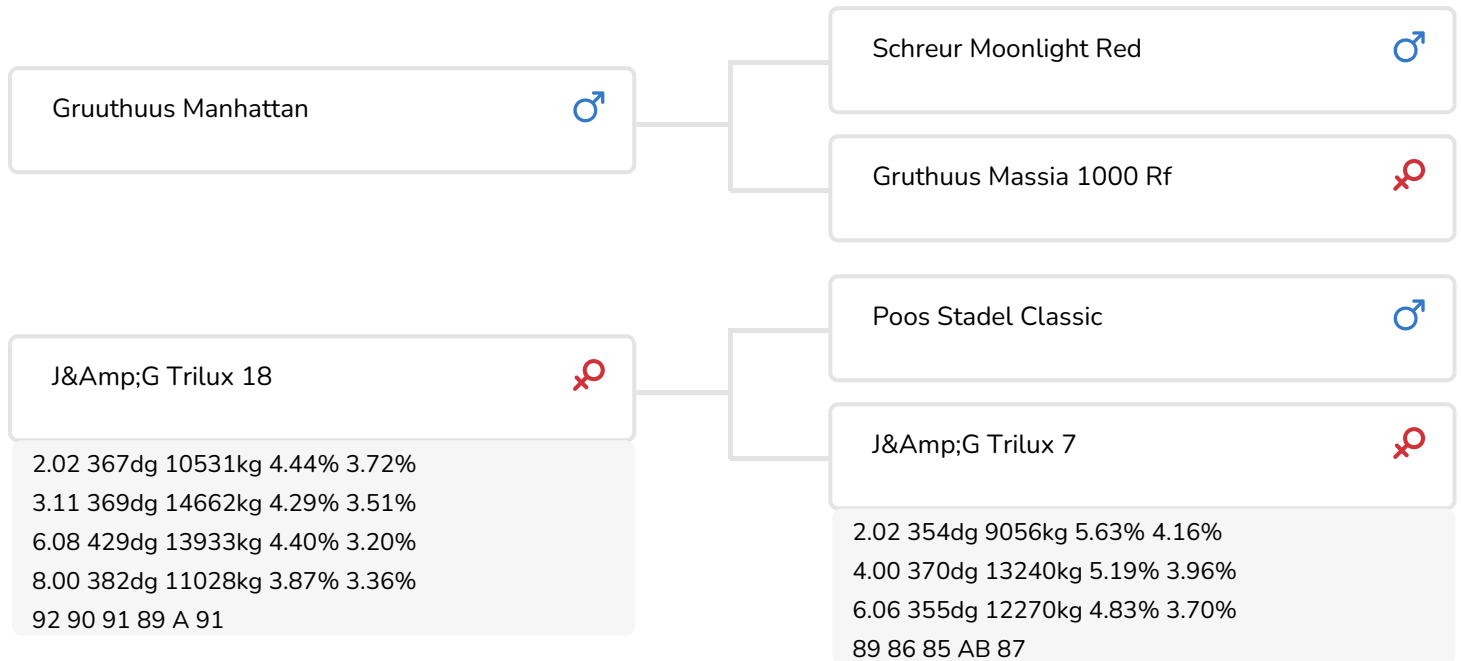 Schreur Moonlight Red
Gruuthuus Manhattan
Gruthuus Massia 1000 Rf
Poos Stadel Classic
J&Amp;G Trilux 18
J&Amp;G Trilux 7
2.02 367dg 10531kg 4.44% 3.72%
3.11 369dg 14662kg 4.29% 3.51%
6.08 429dg 13933kg 4.40% 3.20%
8.00 382dg 11028kg 3.87% 3.36%
92 90 91 89 A 91
2.02 354dg 9056kg 5.63% 4.16%
4.00 370dg 13240kg 5.19% 3.96%
6.06 355dg 12270kg 4.83% 3.70%
89 86 85 AB 87